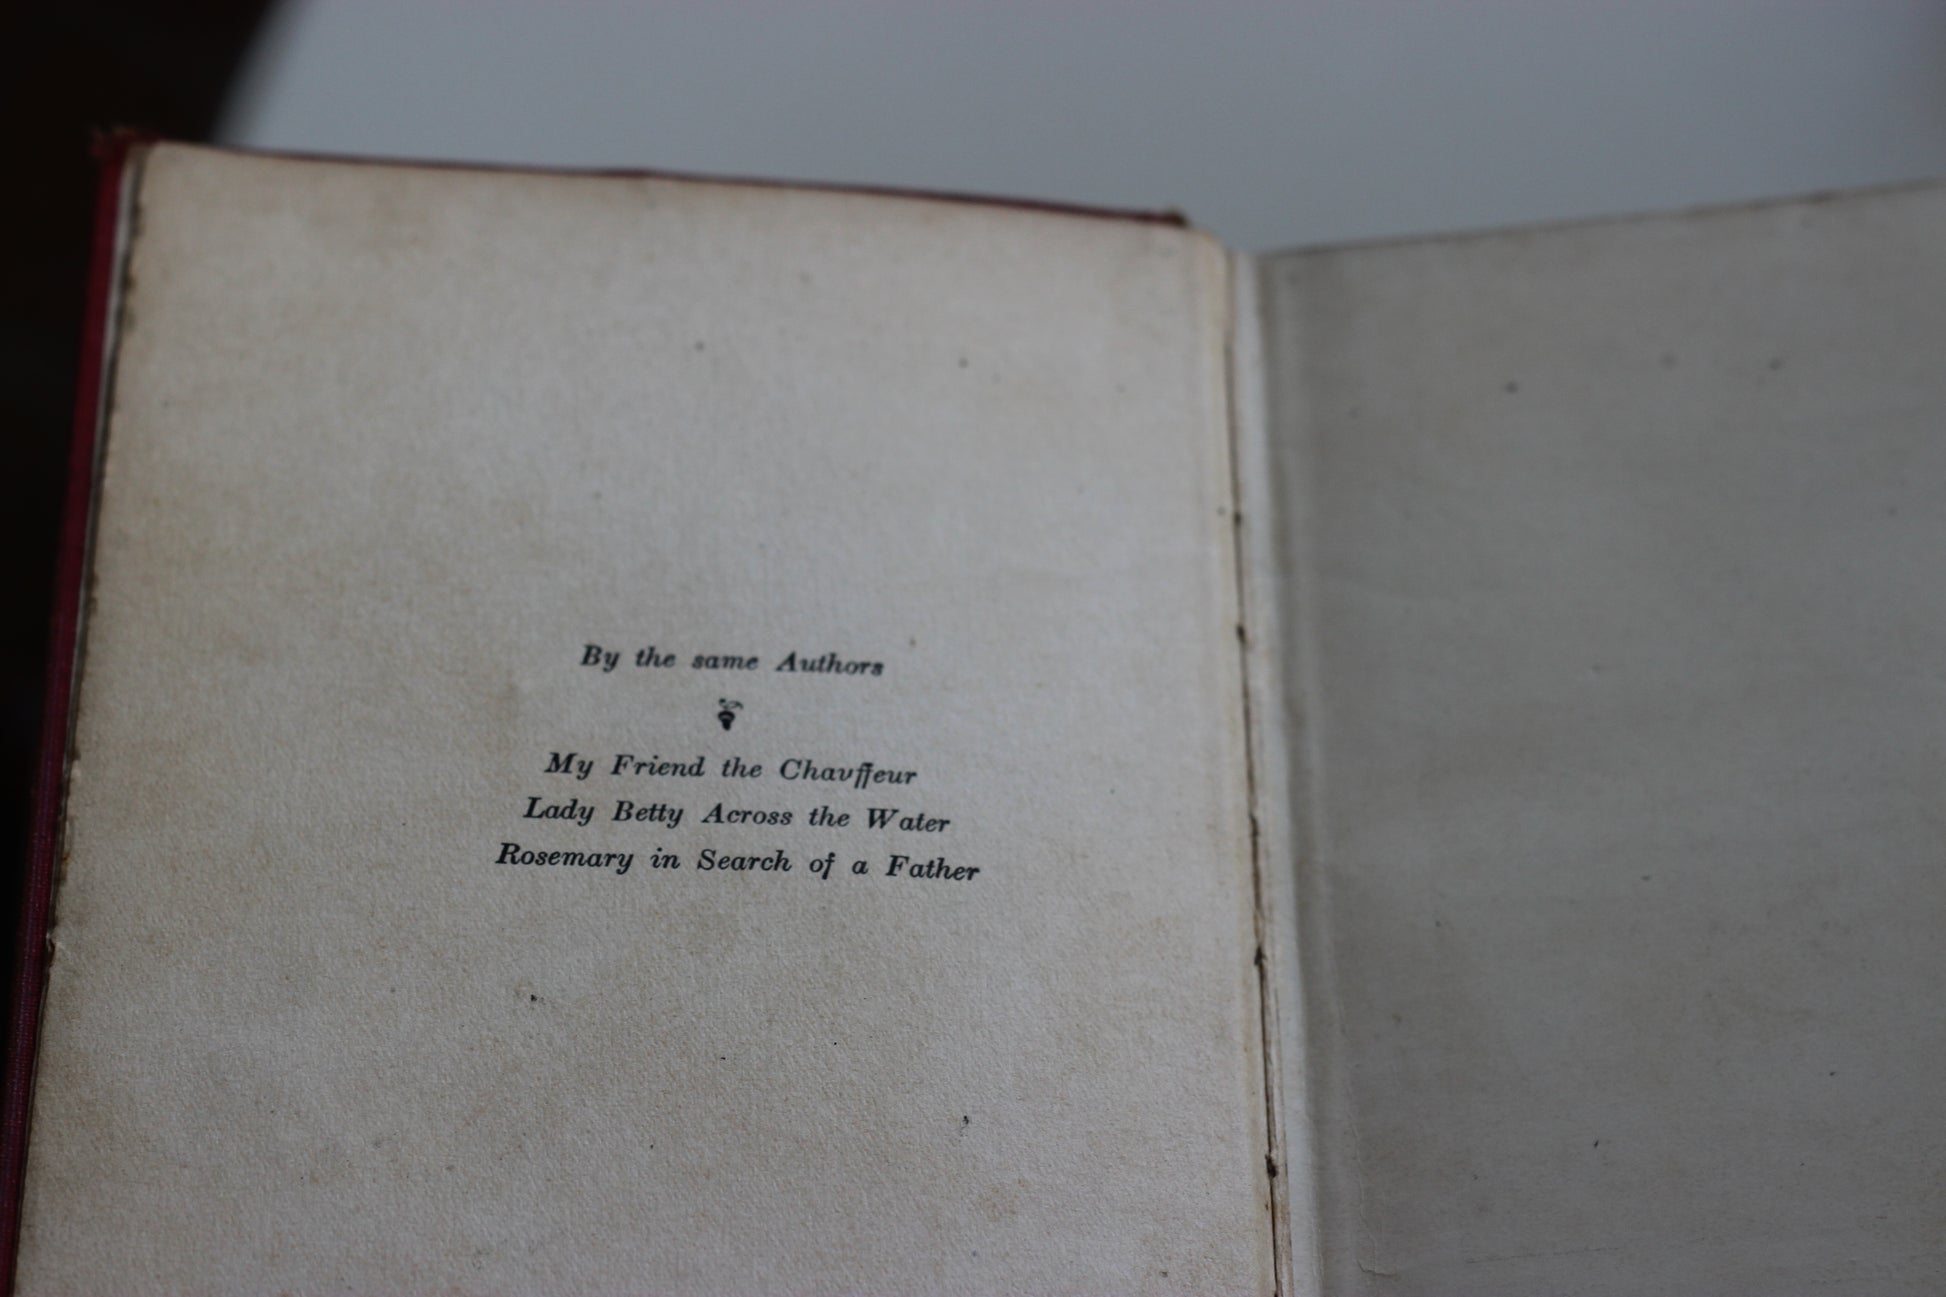 By the same Authors
My Friend the Chauffeur
Lady Betty Across the Water
Rosemary in Search of a Father